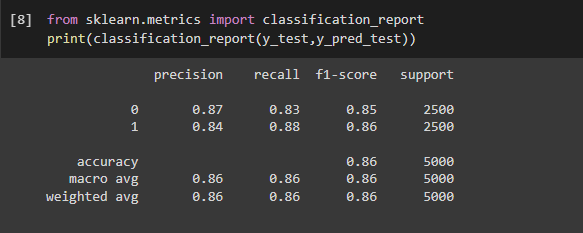 [8] from sklearn.metrics import classification_report
print(classification_report(y_test,y_pred_test))
precision recall f1-score support
0 0.87 0.83 0.85 2500
1 0.84 0.88 0.86 2500
accuracy 0.86 5000
macro avg 0.86 0.86 0.86 5000
weighted avg 0.86 0.86 0.86 5000